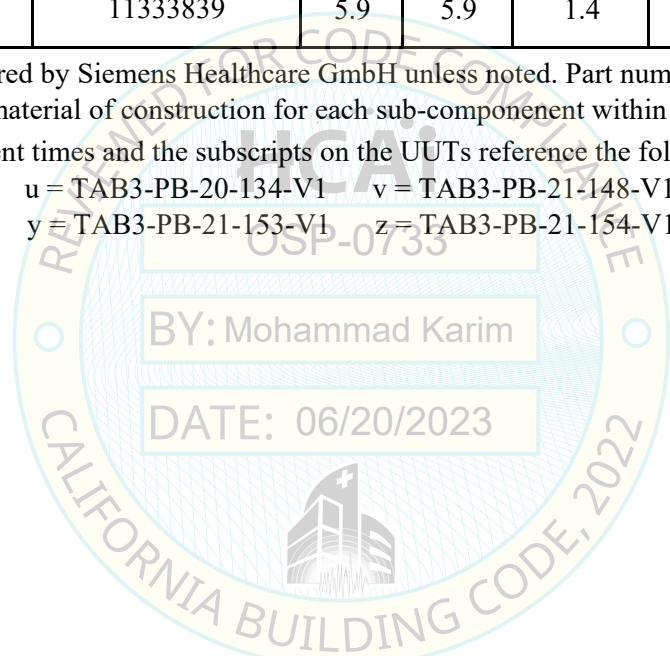 11333839 5.9 5.9 1.4
red by Siemens Healthcare GmbH unless noted. Part num
material of construction for each sub-componenent within
ent times and the subscripts on the UUTs reference the fol
u = TAB3-PB-20-134-V1 v = TAB3-PB-21-148-V1
y = TAB3-PB-21-153-V1 z = TAB3-PB-21-154-V1
REVIEWED FOR CODE COMPLIANCE
HCAi
OSP-0733
BY: Mohammad Karim
DATE: 06/20/2023
CALIFORNIA BUILDING CODE, 2022